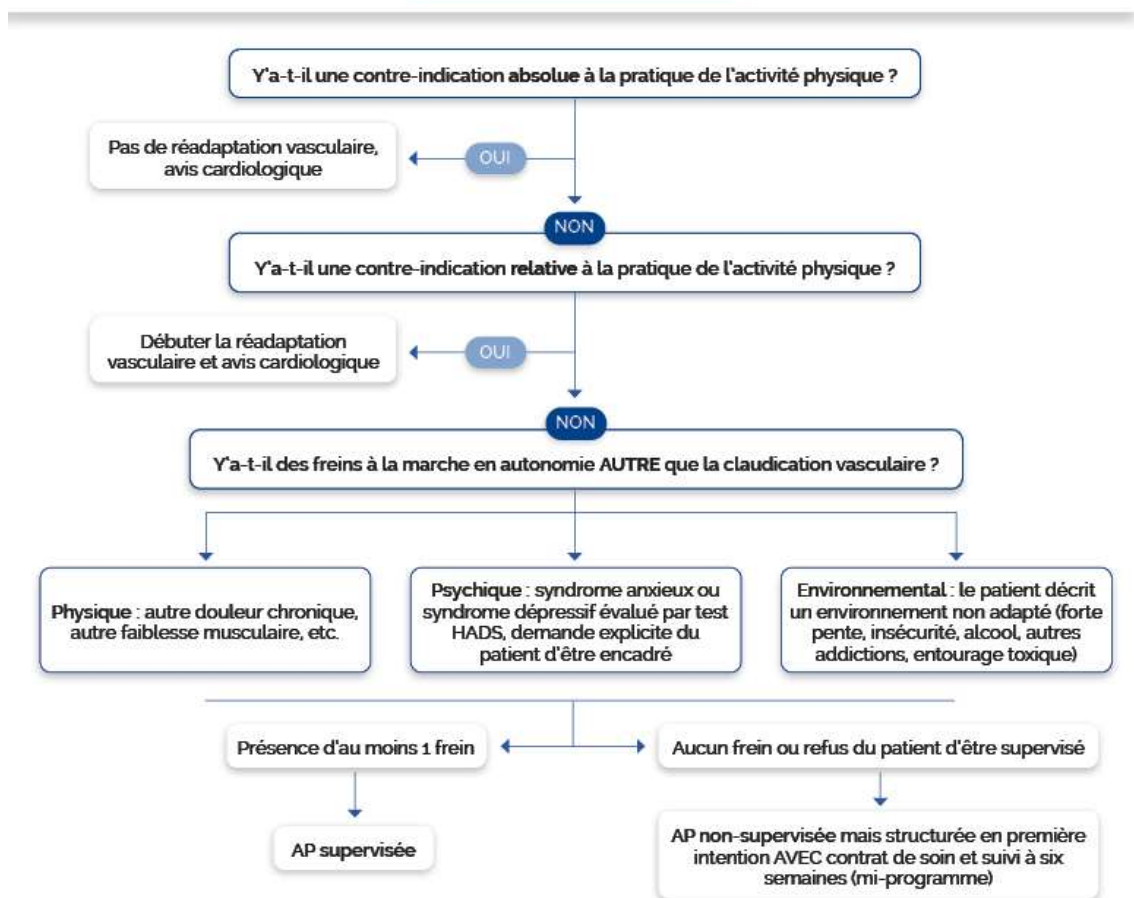 Y'a-t-il une contre-indication absolue à la pratique de l'activité physique ?
Pas de réadaptation vasculaire,
avis cardiologique
OUI
NON
Y'a-t-il une contre-indication relative à la pratique de l'activité physique ?
Débuter la réadaptation
vasculaire et avis cardiologique
OUI
NON
Y'a-t-il des freins à la marche en autonomie AUTRE que la claudication vasculaire ?
Physique : autre douleur chronique,
autre faiblesse musculaire, etc.
Psychique : syndrome anxieux ou
syndrome dépressif évalué par test
HADS, demande explicite du
patient d'être encadré
Environnemental : le patient décrit
un environnement non adapté (forte
pente, insécurité, alcool, autres
addictions, entourage toxique)
Présence d'au moins 1 frein
Aucun frein ou refus du patient d'être supervisé
AP supervisée
AP non-supervisée mais structurée en première
intention AVEC contrat de soin et suivi à six
semaines (mi-programme)